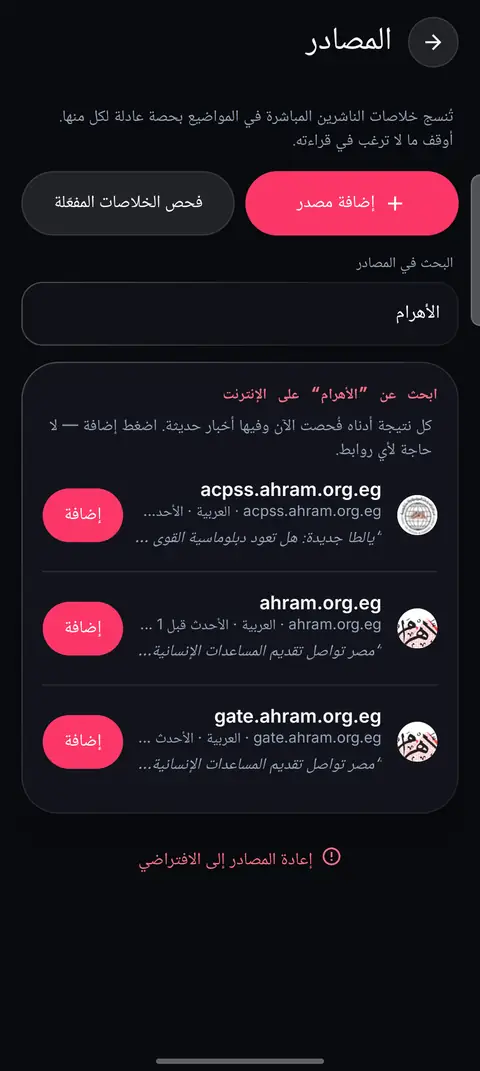 المصادر
تُنسج خلاصات الناشرين المباشرة في المواضيع بحصة عادلة لكل منها.
أوقف ما لا ترغب في قراءته.
إضافة مصدر
فحص الخلاصات المفعّلة
البحث في المصادر
الأهرام
ابحث عن "الأهرام" على الإنترنت
كل نتيجة أدناه فُحصت الآن وفيها أخبار حديثة. اضغط إضافة — لا
حاجة لأي روابط.
acpss.ahram.org.eg
acpss.ahram.org.eg · العربية · الأحد...
"يالطا جديدة: هل تعود دبلوماسية القوى ...
إضافة
ahram.org.eg
ahram.org.eg · العربية · الأحدث قبل 1 ...
"مصر تواصل تقديم المساعدات الإنسانية...
إضافة
gate.ahram.org.eg
gate.ahram.org.eg · العربية · الأحدث ...
"مصر تواصل تقديم المساعدات الإنسانية...
إضافة
إعادة المصادر إلى الافتراضي